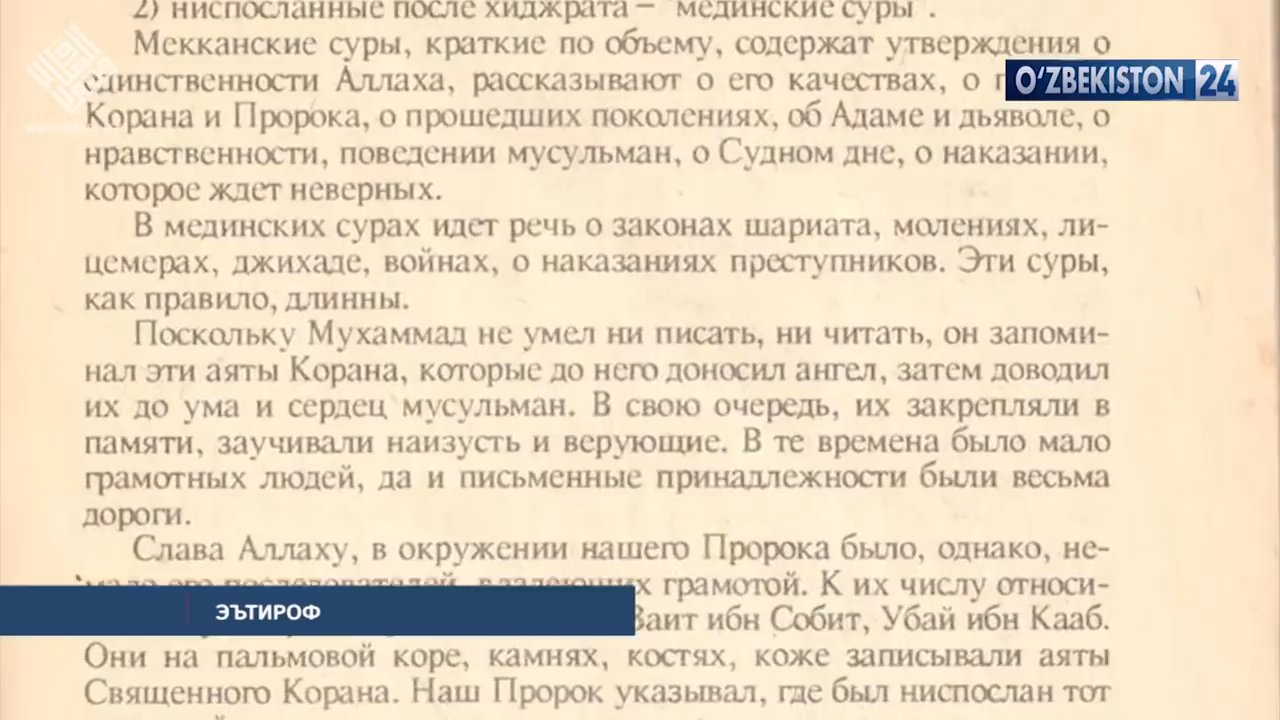 2) ниспосланные после хиджрата – "мединские суры".
Мекканские суры, краткие по объему, содержат утверждения о
единственности Аллаха, рассказывают о его качествах, о
Корана и Пророка, о прошедших поколениях, об Адаме и дьяволе, о
нравственности, поведении мусульман, о Судном дне, о наказании,
которое ждет неверных.
В мединских сурах идет речь о законах шариата, молениях, ли-
цемерах, джихаде, войнах, о наказаниях преступников. Эти суры,
как правило, длинны.
Поскольку Мухаммад не умел ни писать, ни читать, он запоми-
нал эти аяты Корана, которые до него доносил ангел, затем доводил
их до ума и сердец мусульман. В свою очередь, их закрепляли в
памяти, заучивали наизусть и верующие. В те времена было мало
грамотных людей, да и письменные принадлежности были весьма
дороги.
Слава Аллаху, в окружении нашего Пророка было, однако, не-
грамотой. К их числу относи-
Ваит ибн Собит, Убай ибн Кааб.
Они на пальмовой коре, камнях, костях, коже записывали аяты
Священного Корана. Наш Пророк указывал, где был ниспослан тот
O‘ZBEKISTON 24
ЭЪТИРОФ